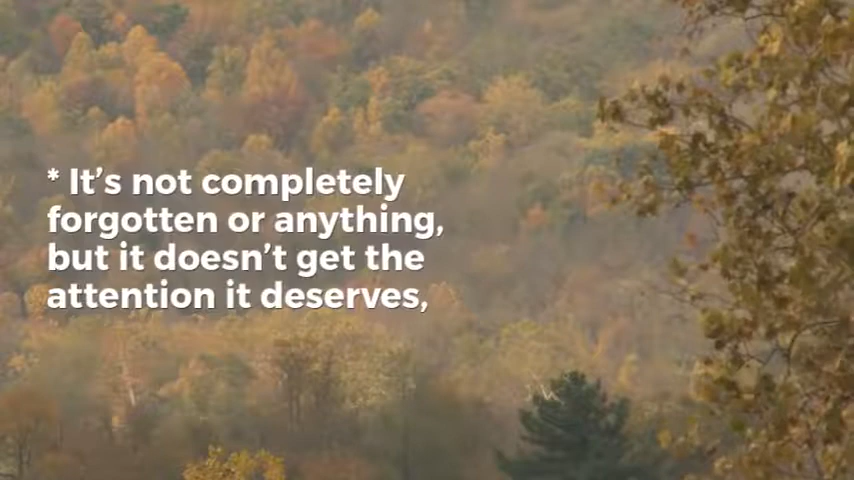 * It’s not completely
forgotten or anything,
but it doesn’t get the
attention it deserves,